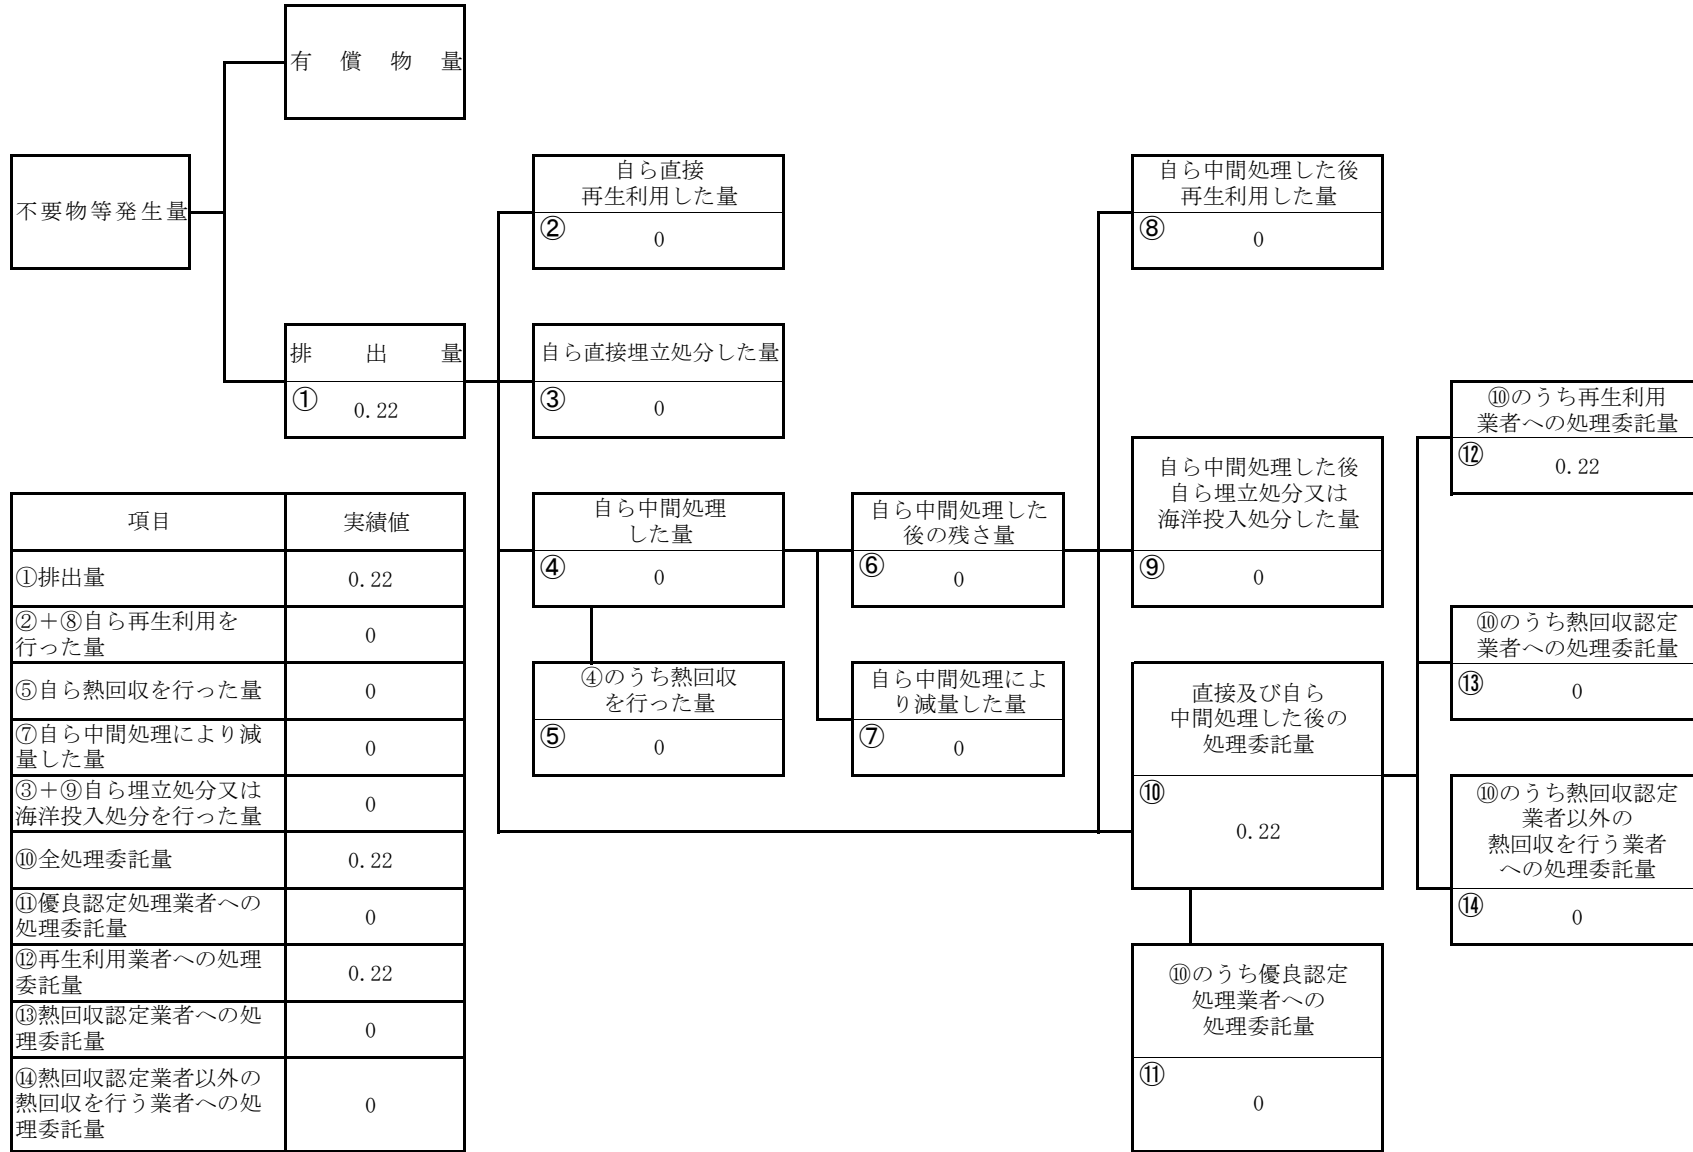 有償物量
不要物等発生量
排出量
①
0.22
自ら直接
再生利用した量
②
0
自ら直接埋立処分した量
③
0
自ら中間処理
した量
④
0
④のうち熱回収
を行った量
⑤
0
自ら中間処理した
後の残さ量
⑥
0
自ら中間処理によ
り減量した量
⑦
0
自ら中間処理した後
再生利用した量
⑧
0
自ら中間処理した後
自ら埋立処分又は
海洋投入処分した量
⑨
0
直接及び自ら
中間処理した後の
処理委託量
⑩
0.22
⑩のうち優良認定
処理業者への
処理委託量
⑪
0
⑩のうち再生利用
業者への処理委託量
⑫
0.22
⑩のうち熱回収認定
業者への処理委託量
⑬
0
⑩のうち熱回収認定
業者以外の
熱回収を行う業者
への処理委託量
⑭
0
項目 実績値
①排出量 0.22
②＋⑧自ら再生利用を
行った量 0
⑤自ら熱回収を行った量 0
⑦自ら中間処理により減
量した量 0
③＋⑨自ら埋立処分又は
海洋投入処分を行った量 0
⑩全処理委託量 0.22
⑪優良認定処理業者への
処理委託量 0
⑫再生利用業者への処理
委託量 0.22
⑬熱回収認定業者への処
理委託量 0
⑭熱回収認定業者以外の
熱回収を行う業者への処
理委託量 0